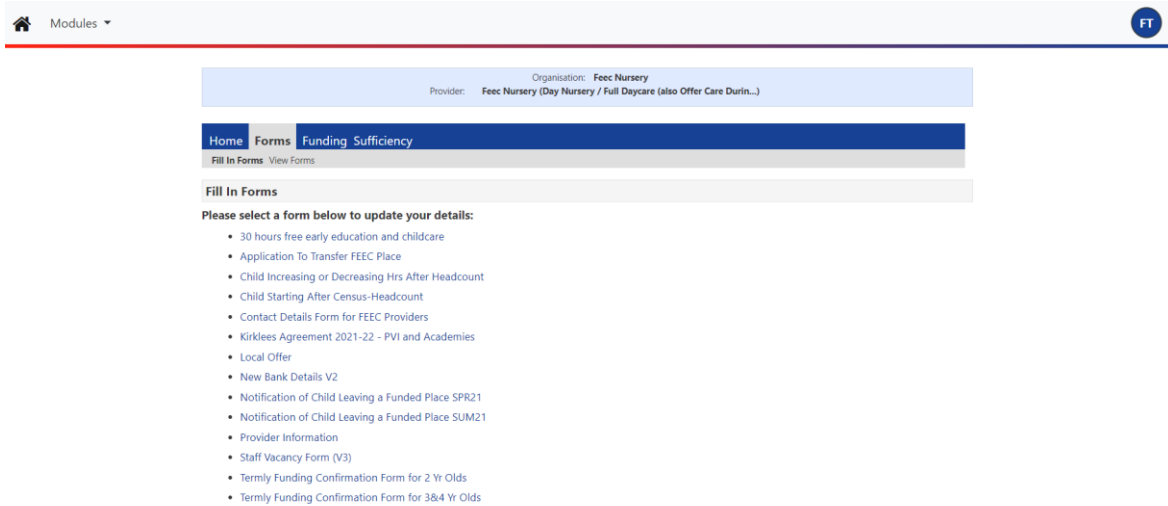 Modules
FT
Organisation: Feec Nursery
Provider: Feec Nursery (Day Nursery / Full Daycare (also Offer Care Durin...)
Home Forms Funding Sufficiency
Fill In Forms View Forms
Fill In Forms
Please select a form below to update your details:
• 30 hours free early education and childcare
• Application To Transfer FEEC Place
• Child Increasing or Decreasing Hrs After Headcount
• Child Starting After Census-Headcount
• Contact Details Form for FEEC Providers
• Kirklees Agreement 2021-22 - PVI and Academies
• Local Offer
• New Bank Details V2
• Notification of Child Leaving a Funded Place SPR21
• Notification of Child Leaving a Funded Place SUM21
• Provider Information
• Staff Vacancy Form (V3)
• Termly Funding Confirmation Form for 2 Yr Olds
• Termly Funding Confirmation Form for 3&4 Yr Olds